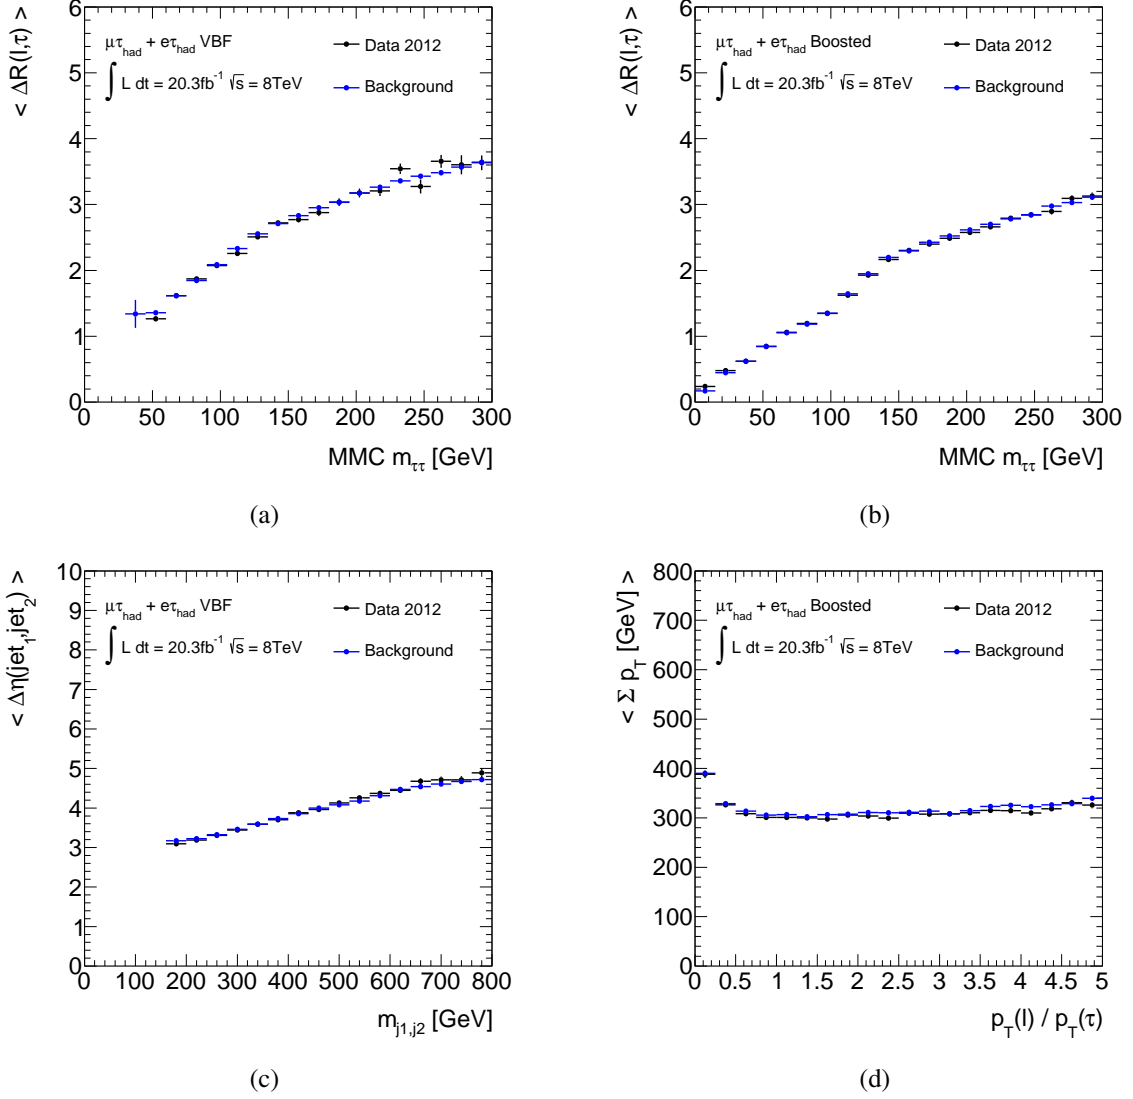 < ΔR(l,τ) >
6
5
4
3
2
1
0
μτhad + eτhad VBF
∫ L dt = 20.3fb-1 √s = 8TeV
Data 2012
Background
0 50 100 150 200 250 300
MMC mττ [GeV]
(a)
< ΔR(l,τ) >
6
5
4
3
2
1
0
μτhad + eτhad Boosted
∫ L dt = 20.3fb-1 √s = 8TeV
Data 2012
Background
0 50 100 150 200 250 300
MMC mττ [GeV]
(b)
< Δη(jet1,jet2) >
10
9
8
7
6
5
4
3
2
1
0
μτhad + eτhad VBF
∫ L dt = 20.3fb-1 √s = 8TeV
Data 2012
Background
0 100 200 300 400 500 600 700 800
mj1,j2 [GeV]
(c)
< Σ pT [GeV] >
800
700
600
500
400
300
200
100
0
μτhad + eτhad Boosted
∫ L dt = 20.3fb-1 √s = 8TeV
Data 2012
Background
0 0.5 1 1.5 2 2.5 3 3.5 4 4.5 5
pT(l) / pT(τ)
(d)